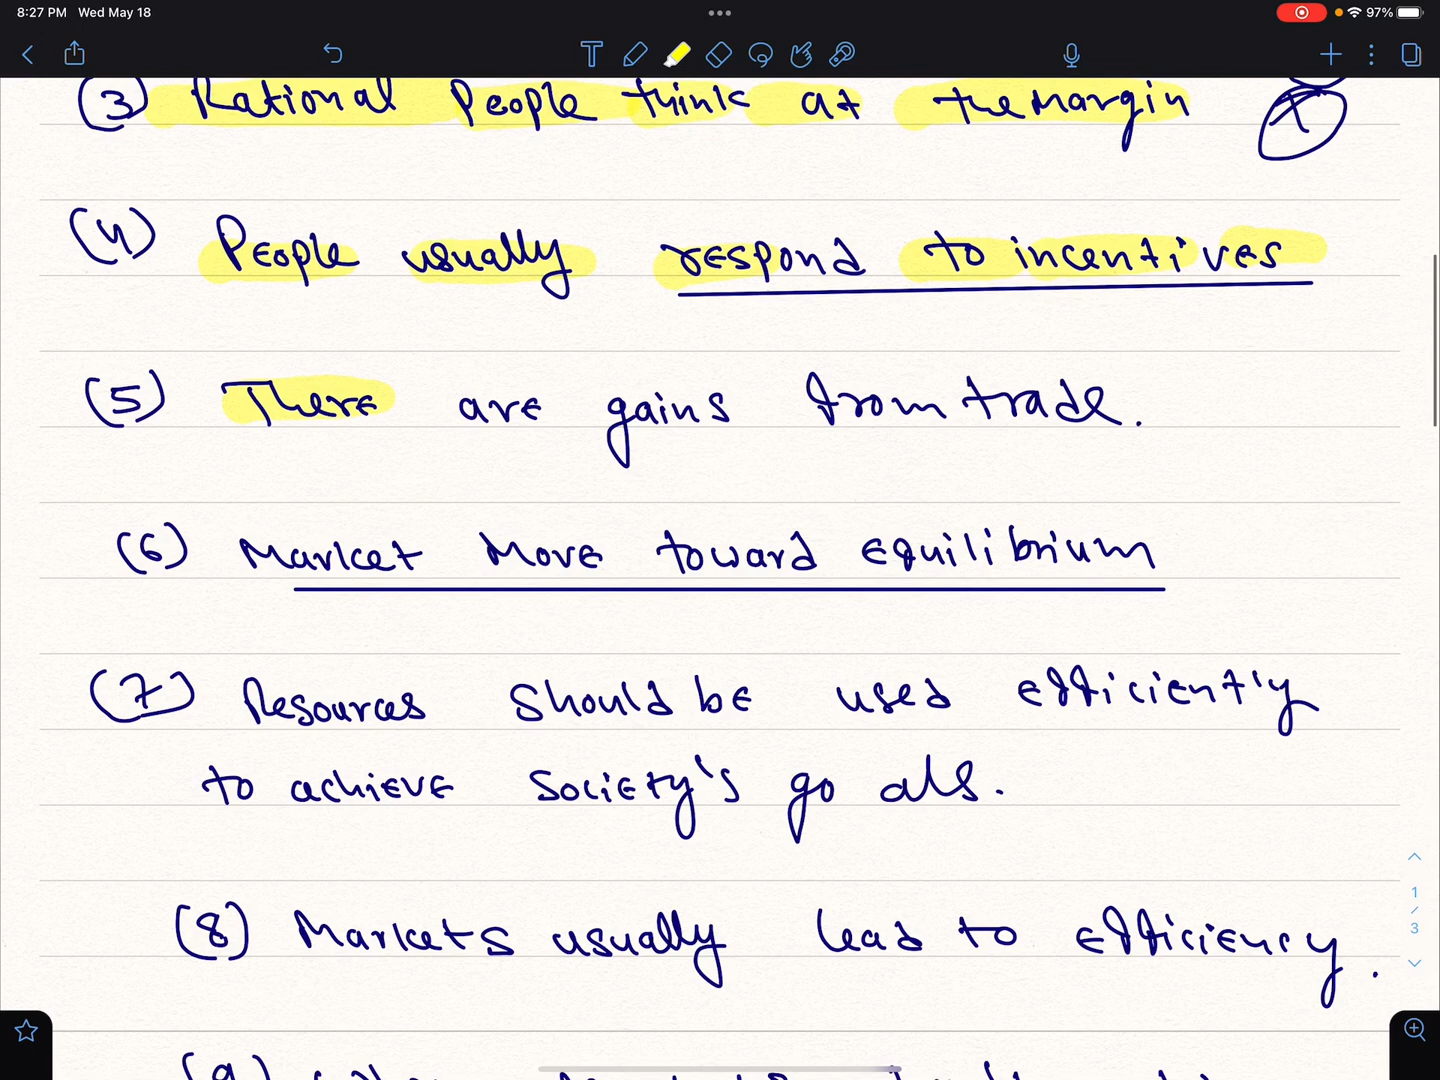 8:27 PM Wed May 18
97%
(3) Rational People think at the margin
(4) People usually respond to incentives
(5) There are gains from trade.
(6) Market Move toward Equilibrium
(7) Resources should be used efficiently
to achieve society's goals.
1
/
3
(8) Markets usually lead to efficiency.
(9)